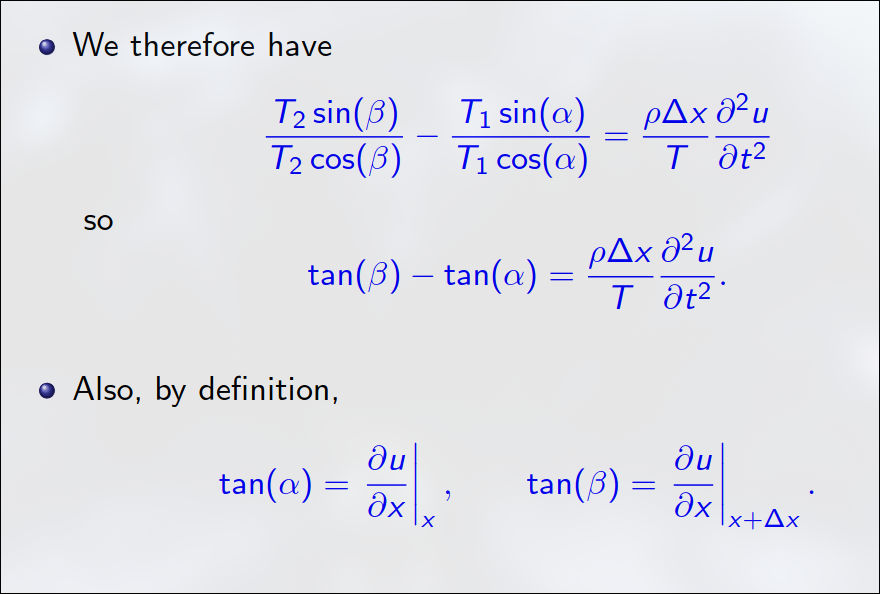 We therefore have
\frac{T_2 \sin(\beta)}{T_2 \cos(\beta)} - \frac{T_1 \sin(\alpha)}{T_1 \cos(\alpha)} = \frac{\rho \Delta x}{T} \frac{\partial^2 u}{\partial t^2}
so
\tan(\beta) - \tan(\alpha) = \frac{\rho \Delta x}{T} \frac{\partial^2 u}{\partial t^2}.
Also, by definition,
\tan(\alpha) = \left. \frac{\partial u}{\partial x} \right|_{x}, \tan(\beta) = \left. \frac{\partial u}{\partial x} \right|_{x+\Delta x}.